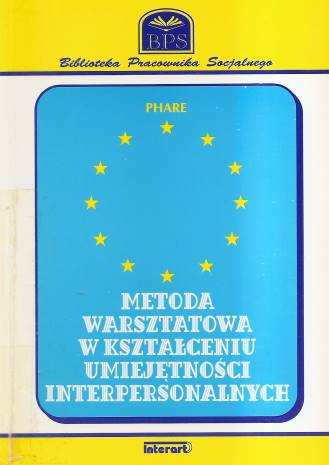 BPS
Biblioteka Pracownika Socjalnego
PHARE
METODA
WARSZTATOWA
W KSZTAŁCENIU
UMIEJĘTNOŚCI
INTERPERSONALNYCH
Interart